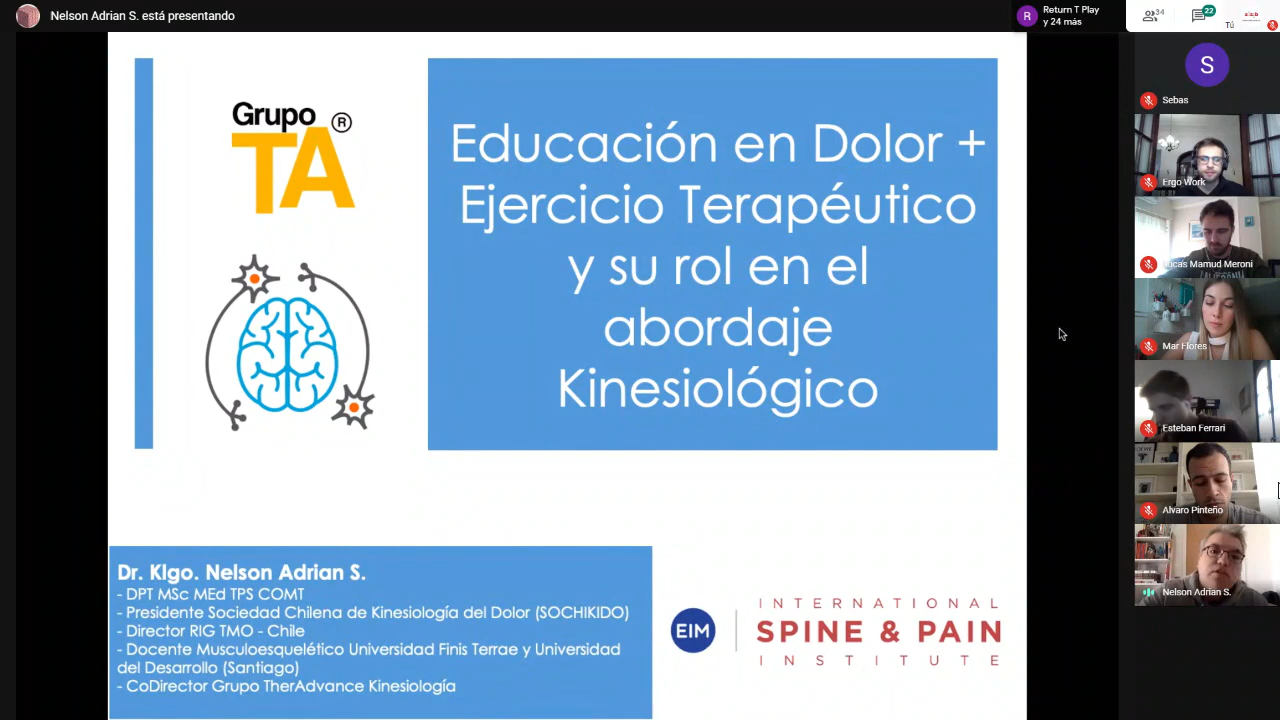 Nelson Adrian S. está presentando
Return T Play
y 24 más
34
22
Tú
Grupo
TA®
Educación en Dolor +
Ejercicio Terapéutico
y su rol en el
abordaje
Kinesiológico
Dr. Klgo. Nelson Adrian S.
- DPT MSc MEd TPS COMT
- Presidente Sociedad Chilena de Kinesiología del Dolor (SOCHIKIDO)
- Director RIG TMO - Chile
- Docente Musculoesquelético Universidad Finis Terrae y Universidad
del Desarrollo (Santiago)
- CoDirector Grupo TherAdvance Kinesiología
EIM
INTERNATIONAL
SPINE & PAIN
INSTITUTE
R
S
Sebas
Ergo Work
Lucas Mamud Meroni
Mar Flores
Esteban Ferrari
Alvaro Pinteño
Nelson Adrian S.